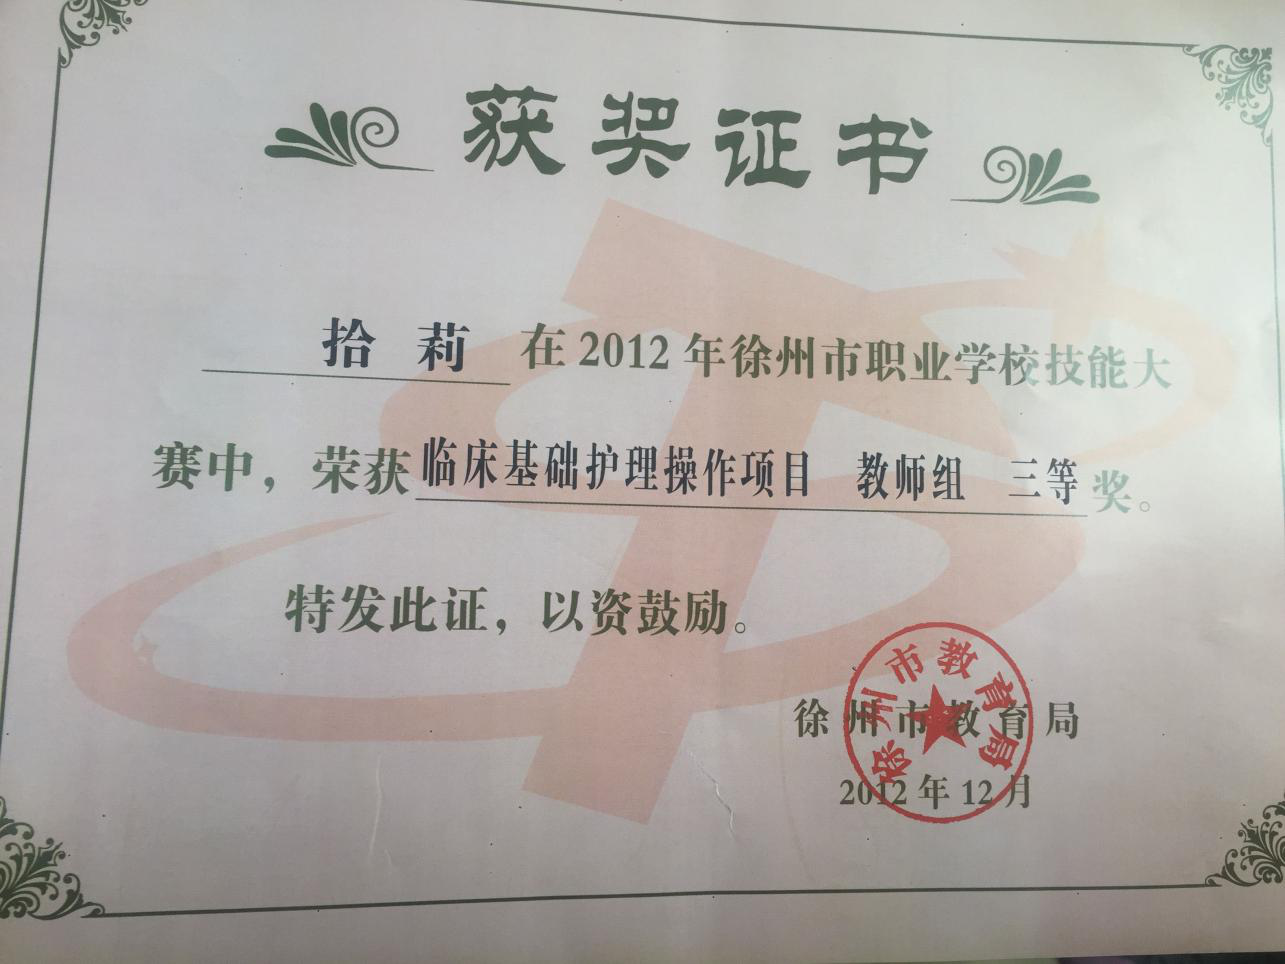 获奖证书
拾 莉 在2012年徐州市职业学校技能大
赛中，荣获临床基础护理操作项目 教师组 三等奖。
特发此证，以资鼓励。
徐州市教育局
2012年12月
徐州市教育局